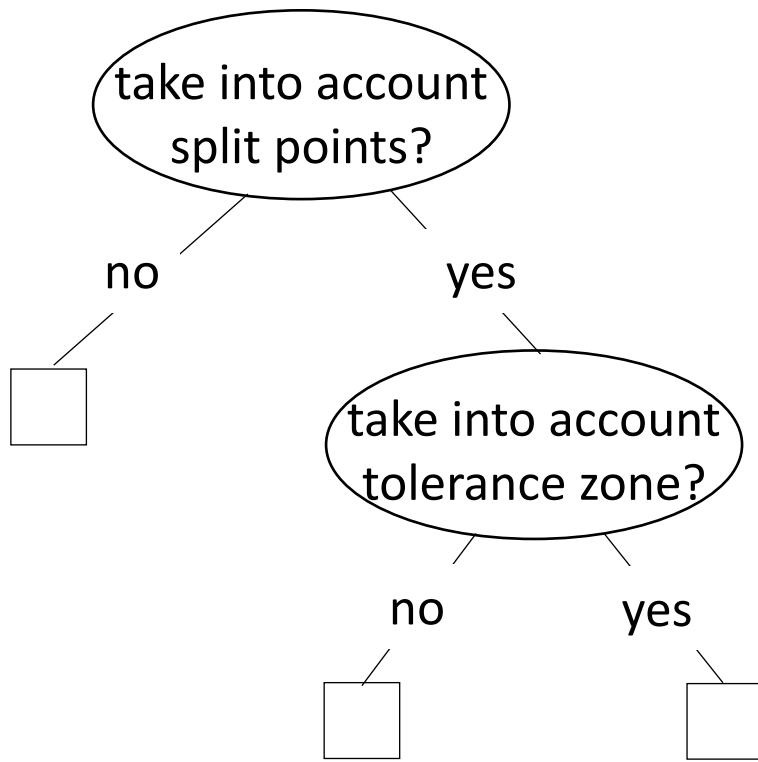 take into account
split points?
no
yes
take into account
tolerance zone?
no
yes